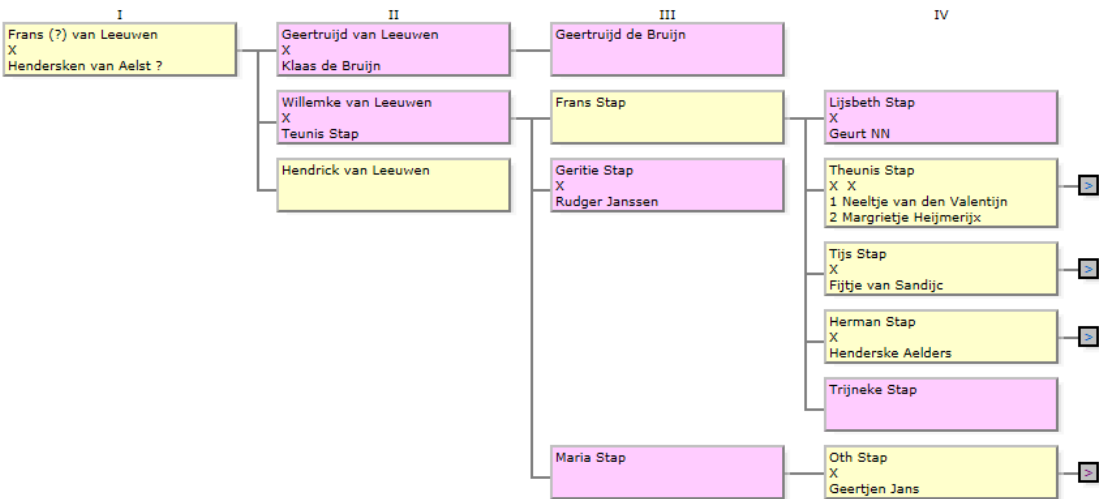 I
II
III
IV
Frans (?) van Leeuwen
X
Hendersken van Aelst ?
Geertruijd van Leeuwen
X
Klaas de Bruijn
Geertruijd de Bruijn
Willemke van Leeuwen
X
Teunis Stap
Frans Stap
Lijsbeth Stap
X
Geurt NN
Hendrick van Leeuwen
Geritie Stap
X
Rudger Janssen
Theunis Stap
X X
1 Neeltje van den Valentijn
2 Margrietje Heijmerijx
>
Tijs Stap
X
Fijtje van Sandijc
>
Herman Stap
X
Henderske Aelders
>
Trijneke Stap
Maria Stap
Oth Stap
X
Geertjen Jans
>